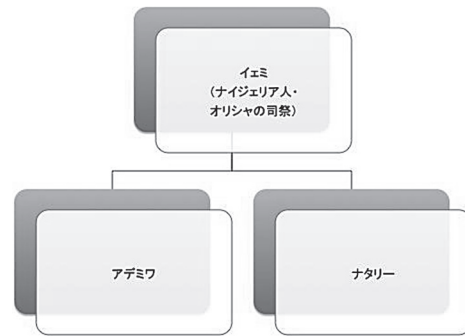 イェミ
(ナイジェリア人・
オリシャの司祭)
アデミワ
ナタリー